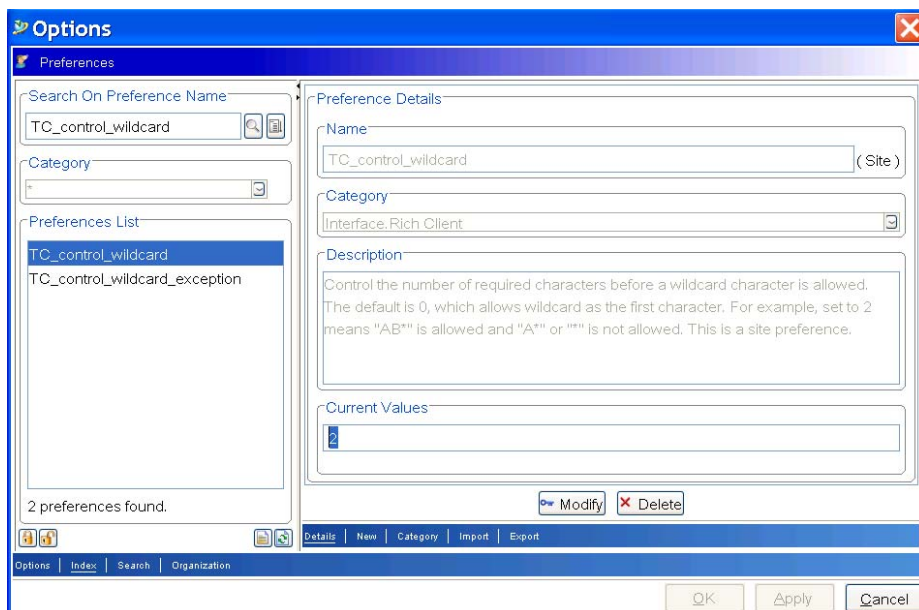 Options
Preferences
Search On Preference Name
TC_control_wildcard
Category
*
Preferences List
TC_control_wildcard
TC_control_wildcard_exception
2 preferences found.
Preference Details
Name
TC_control_wildcard
( Site )
Category
Interface.Rich Client
Description
Control the number of required characters before a wildcard character is allowed.
The default is 0, which allows wildcard as the first character. For example, set to 2
means "AB*" is allowed and "A*" or "*" is not allowed. This is a site preference.
Current Values
2
Modify
Delete
Details | New | Category | Import | Export
Options | Index | Search | Organization
OK
Apply
Cancel